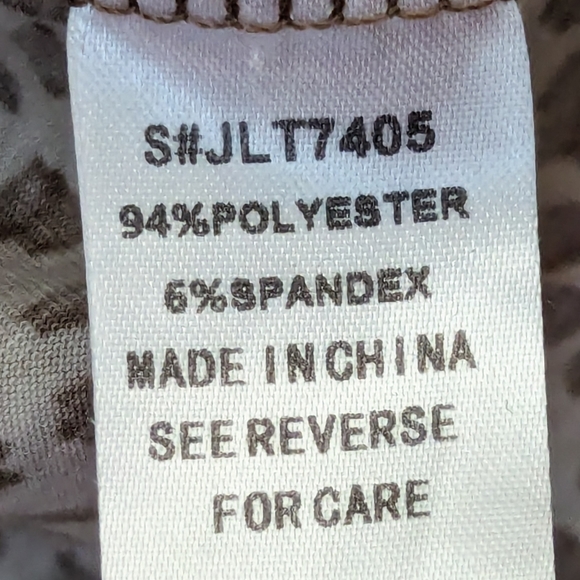 S#JLT7405
94%POLYESTER
6%SPANDEX
MADE IN CHINA
SEE REVERSE
FOR CARE